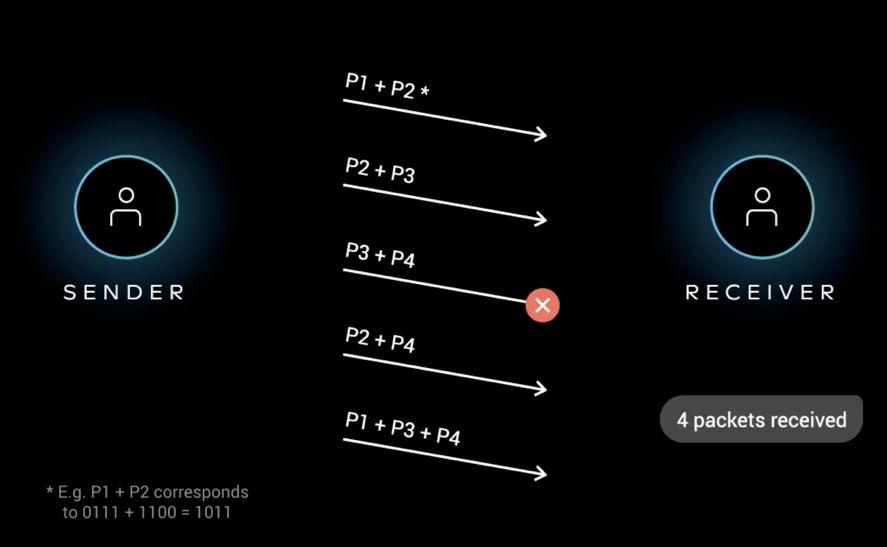 P1 + P2 *
P2 + P3
P3 + P4
SENDER
RECEIVER
P2 + P4
P1 + P3 + P4
4 packets received
* E.g. P1 + P2 corresponds
to 0111 + 1100 = 1011